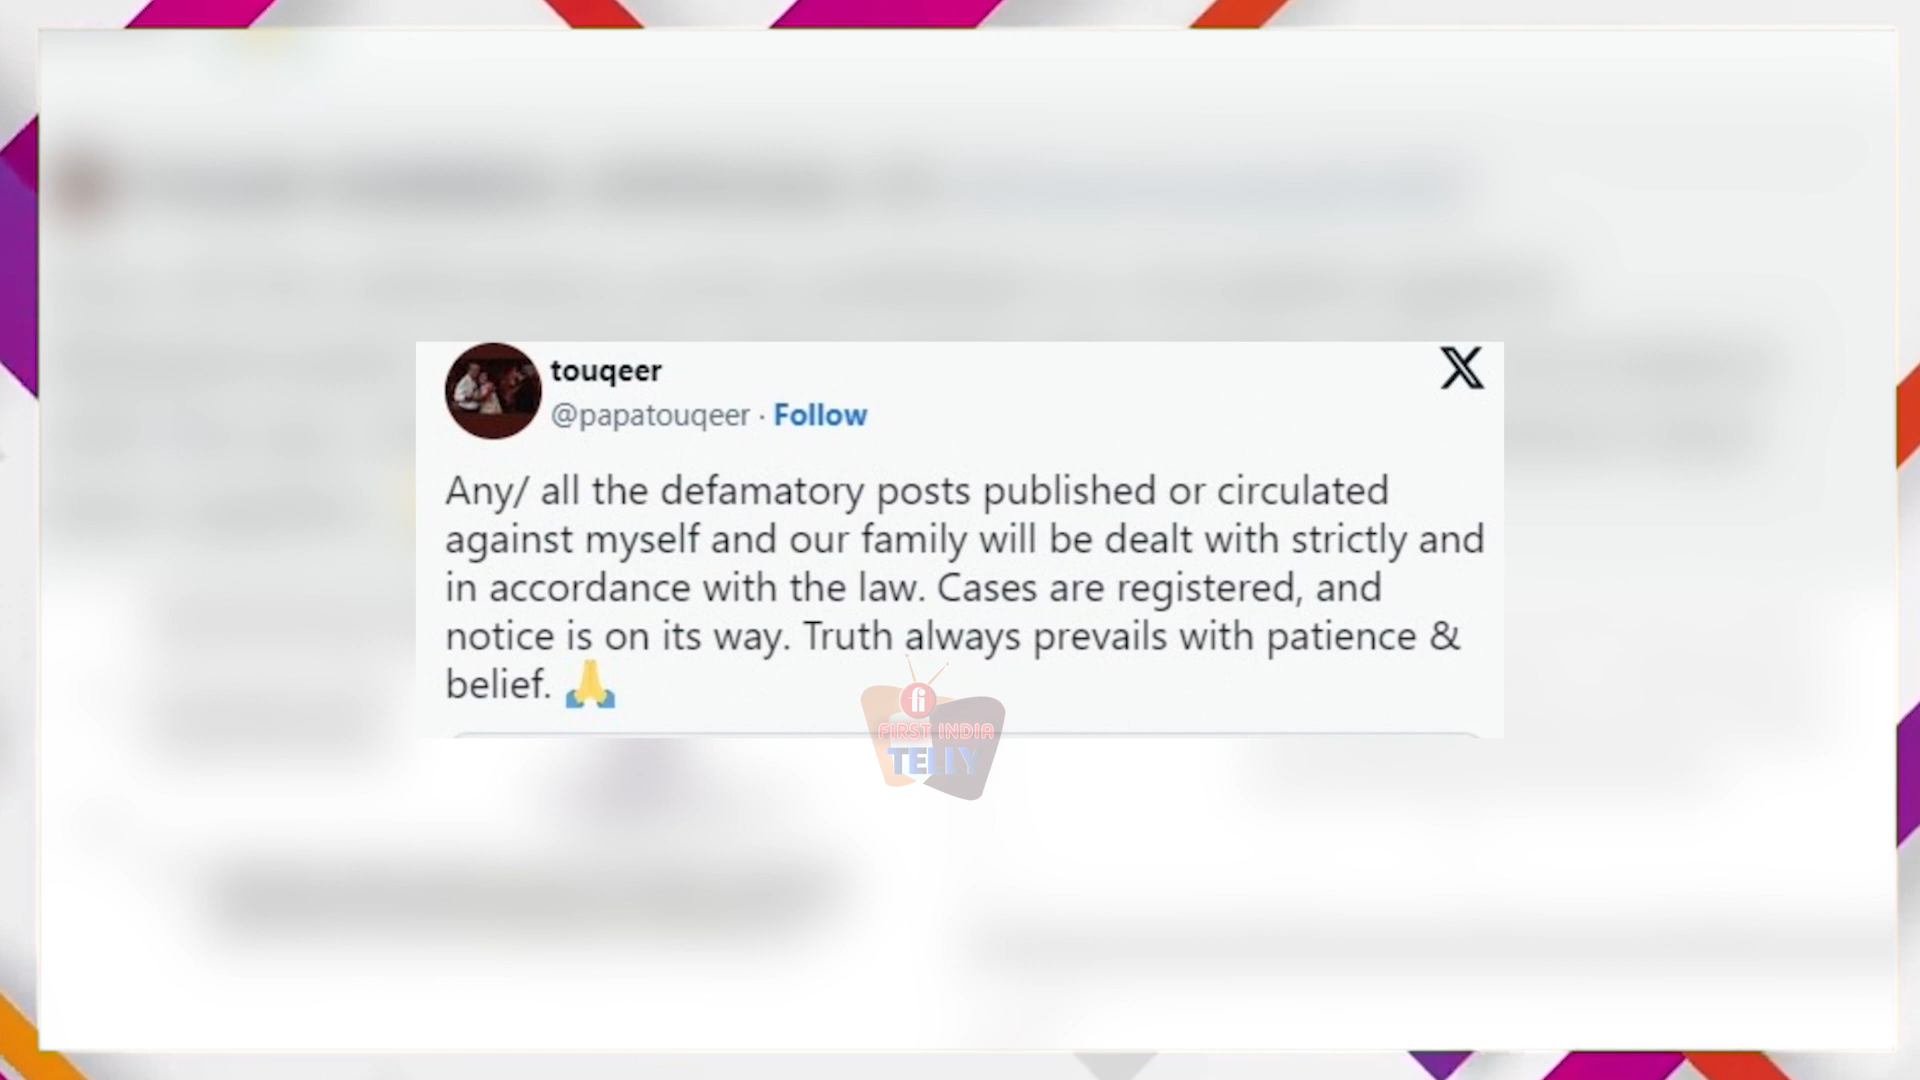 touqeer
@papatouqeer · Follow
Any/ all the defamatory posts published or circulated
against myself and our family will be dealt with strictly and
in accordance with the law. Cases are registered, and
notice is on its way. Truth always prevails with patience &
belief. 🙏
fi
FIRST INDIA
TELLY